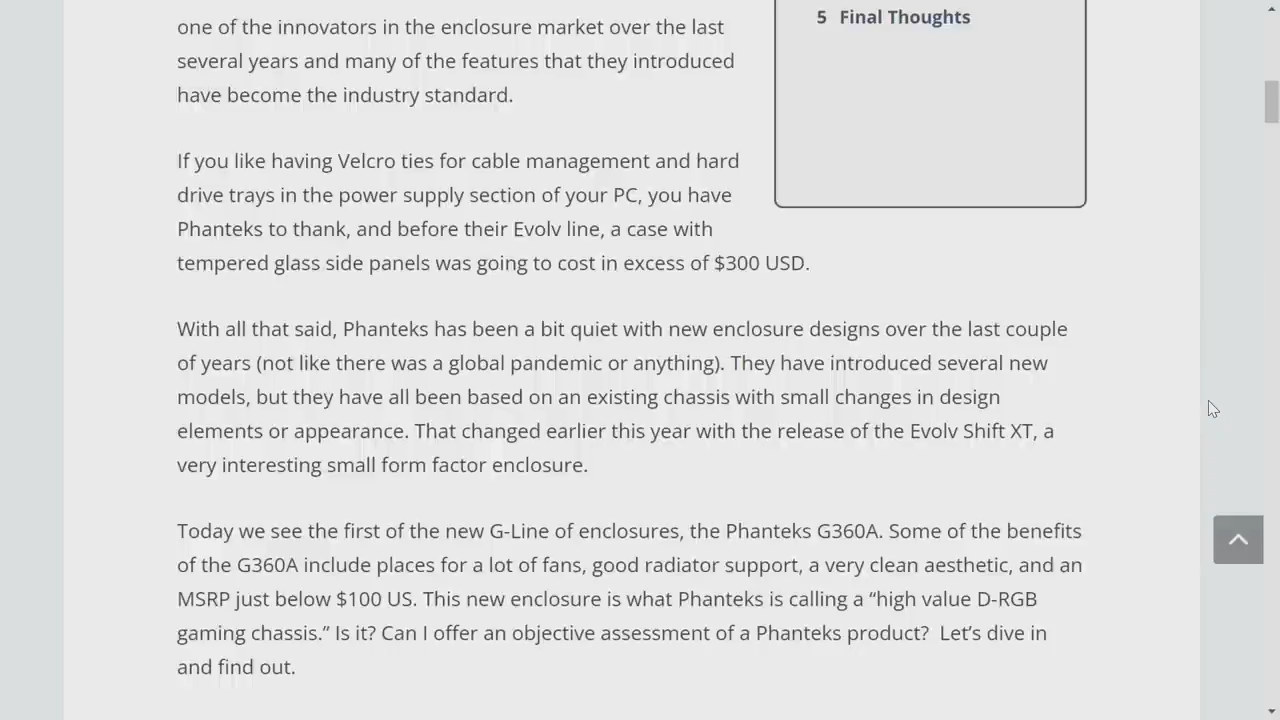 5 Final Thoughts
one of the innovators in the enclosure market over the last
several years and many of the features that they introduced
have become the industry standard.
If you like having Velcro ties for cable management and hard
drive trays in the power supply section of your PC, you have
Phanteks to thank, and before their Evolv line, a case with
tempered glass side panels was going to cost in excess of $300 USD.
With all that said, Phanteks has been a bit quiet with new enclosure designs over the last couple
of years (not like there was a global pandemic or anything). They have introduced several new
models, but they have all been based on an existing chassis with small changes in design
elements or appearance. That changed earlier this year with the release of the Evolv Shift XT, a
very interesting small form factor enclosure.
Today we see the first of the new G-Line of enclosures, the Phanteks G360A. Some of the benefits
of the G360A include places for a lot of fans, good radiator support, a very clean aesthetic, and an
MSRP just below $100 US. This new enclosure is what Phanteks is calling a “high value D-RGB
gaming chassis.” Is it? Can I offer an objective assessment of a Phanteks product?  Let’s dive in
and find out.